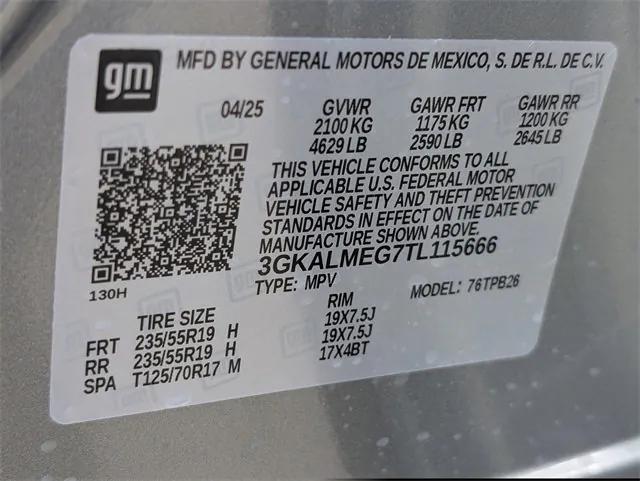 gm
MFD BY GENERAL MOTORS DE MEXICO, S. DE R.L. DE C.V.
04/25 GVWR GAWR FRT GAWR RR
2100 KG 1175 KG 1200 KG
4629 LB 2590 LB 2645 LB
THIS VEHICLE CONFORMS TO ALL
APPLICABLE U.S. FEDERAL MOTOR
VEHICLE SAFETY AND THEFT PREVENTION
STANDARDS IN EFFECT ON THE DATE OF
MANUFACTURE SHOWN ABOVE.
3GKALMEG7TL115666
130H
TYPE: MPV MODEL: 76TPB26
TIRE SIZE RIM
FRT 235/55R19 H 19X7.5J
RR 235/55R19 H 19X7.5J
SPA T125/70R17 M 17X4BT